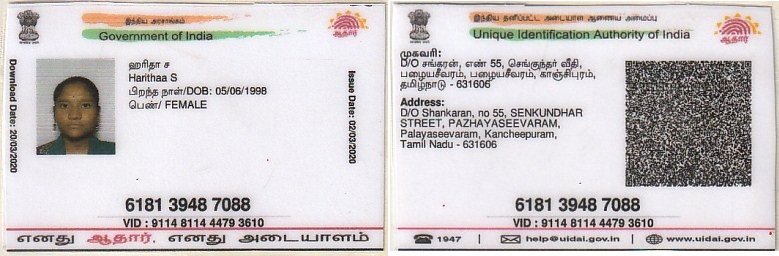 இந்திய அரசாங்கம்
Government of India
ஆதார்
Download Date: 20/03/2020
ஹரிதா ச
Harithaa S
பிறந்த நாள்/DOB: 05/06/1998
பெண்/ FEMALE
Issue Date: 02/03/2020
6181 3948 7088
VID : 9114 8114 4479 3610
எனது ஆதார், எனது அடையாளம்
இந்திய தனிப்பட்ட அடையாள ஆணைய அமைப்பு
Unique Identification Authority of India
ஆதார்
முகவரி:
D/O சங்கரன், எண் 55, செங்குந்தர் வீதி,
பழையசீவரம், பழையசீவரம், காஞ்சிபுரம்,
தமிழ்நாடு - 631606
Address:
D/O Shankaran, no 55, SENKUNDHAR
STREET, PAZHAYASEEVARAM,
Palayaseevaram, Kancheepuram,
Tamil Nadu - 631606
6181 3948 7088
VID : 9114 8114 4479 3610
1947 | help@uidai.gov.in | www.uidai.gov.in